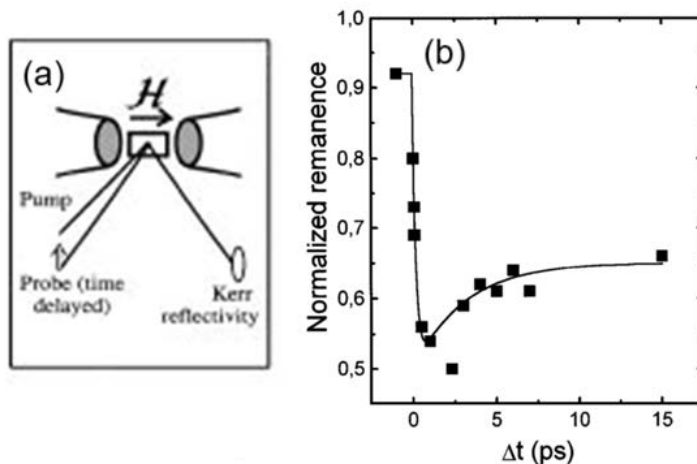 (a)
H
Pump
Probe (time
delayed)
Kerr
reflectivity
(b)
Normalized remanence
1,0
0,9
0,8
0,7
0,6
0,5
0
5
10
15
Δt (ps)